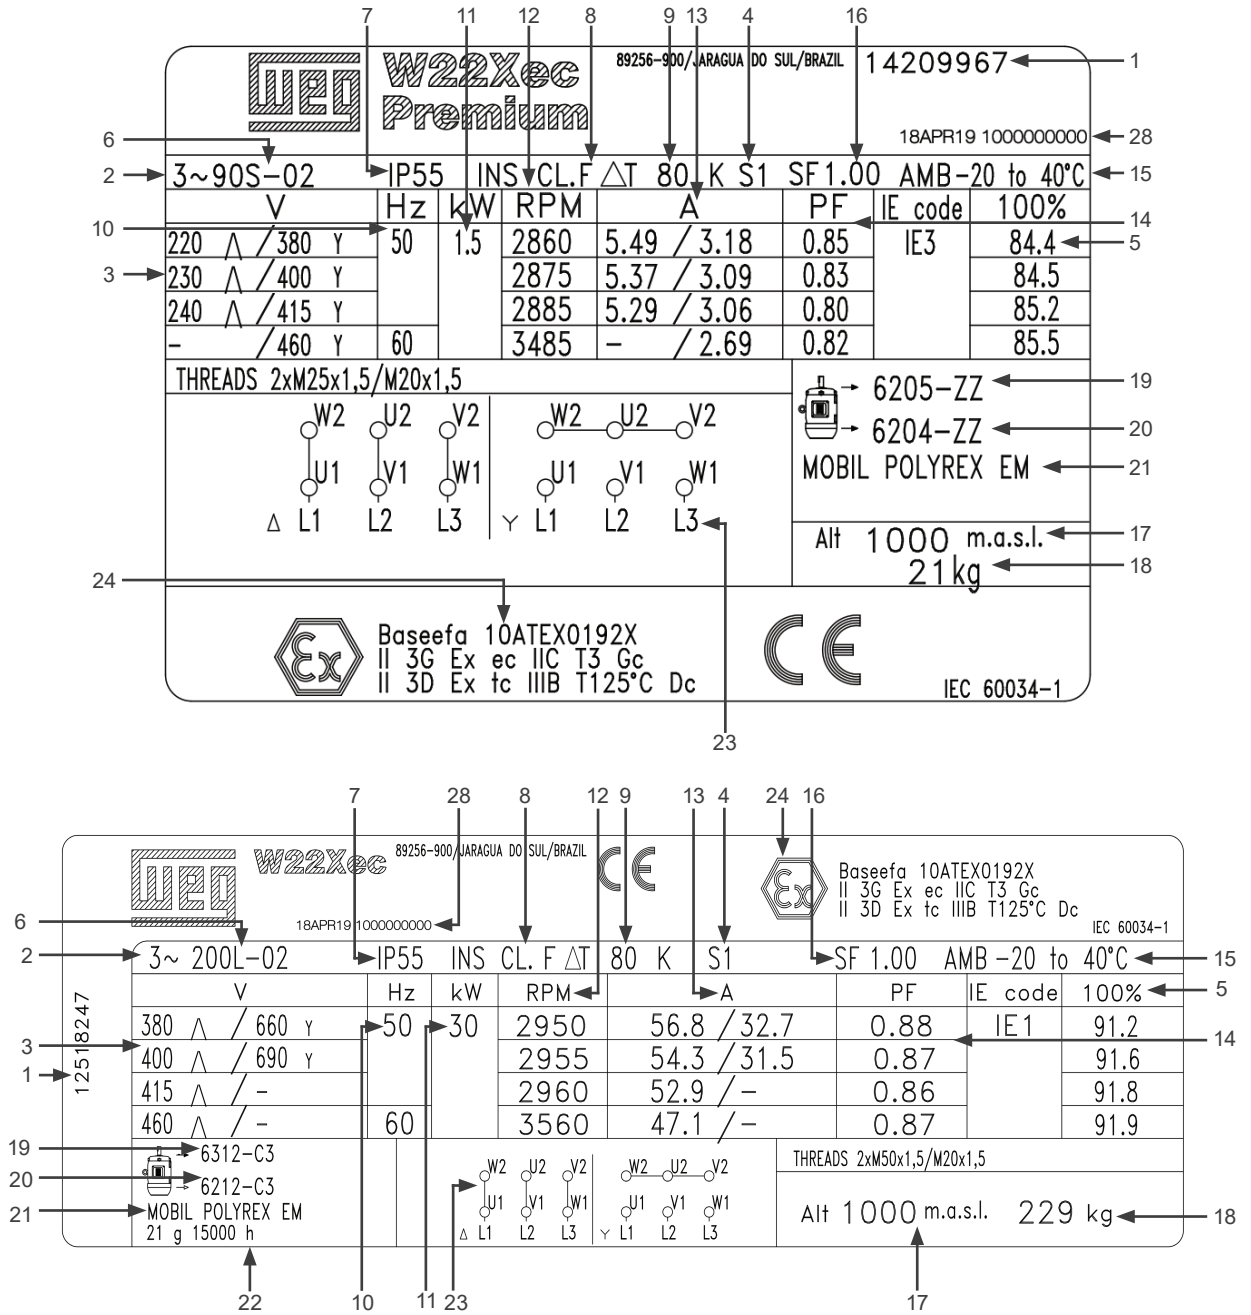 7 11 12 8 9 13 4 16
WEG W22Xec 89256-900/JARAGUA DO SUL/BRAZIL 14209967 1
Premium
18APR19 1000000000 28
6
2 3~90S-02 IP55 INS CL.F △T 80 K S1 SF1.00 AMB-20 to 40°C 15
V Hz kW RPM A PF IE code 100%
14
10
220 Λ /380 Y 50 1.5 2860 5.49 / 3.18 0.85 IE3 84.4 5
3 230 Λ /400 Y 2875 5.37 / 3.09 0.83 84.5
240 Λ /415 Y 2885 5.29 / 3.06 0.80 85.2
- /460 Y 60 3485 - /2.69 0.82 85.5
THREADS 2xM25x1,5/M20x1,5
6205-ZZ 19
6204-ZZ 20
MOBIL POLYREX EM 21
W2 U2 V2 W2 U2 V2
U1 V1 W1 U1 V1 W1
△ L1 L2 L3 Y L1 L2 L3
Alt 1000 m.a.s.l. 17
21kg 18
24
Ex Baseefa 10ATEX0192X
II 3G Ex ec IIC T3 Gc
II 3D Ex tc IIIB T125°C Dc
CE
IEC 60034-1
23
7 28 8 12 9 13 4 24 16
WEG W22Xec 89256-900/JARAGUA DO SUL/BRAZIL CE
Ex Baseefa 10ATEX0192X
II 3G Ex ec IIC T3 Gc
II 3D Ex tc IIIB T125°C Dc
18APR19 1000000000
IEC 60034-1
6
2 3~ 200L-02 IP55 INS CL. F △T 80 K S1 SF 1.00 AMB -20 to 40°C 15
V Hz kW RPM A PF IE code 100% 5
380 Λ / 660 Y 50 30 2950 56.8 / 32.7 0.88 IE1 91.2
14
3 400 Λ / 690 Y 2955 54.3 / 31.5 0.87 91.6
1 12518247
415 Λ / - 2960 52.9 / - 0.86 91.8
460 Λ / - 60 3560 47.1 / - 0.87 91.9
19 6312-C3
20 6212-C3
21 MOBIL POLYREX EM
21 g 15000 h
W2 U2 V2 W2 U2 V2
U1 V1 W1 U1 V1 W1
△ L1 L2 L3 Y L1 L2 L3
THREADS 2xM50x1,5/M20x1,5
Alt 1000 m.a.s.l. 229 kg 18
22 10 11 23 17